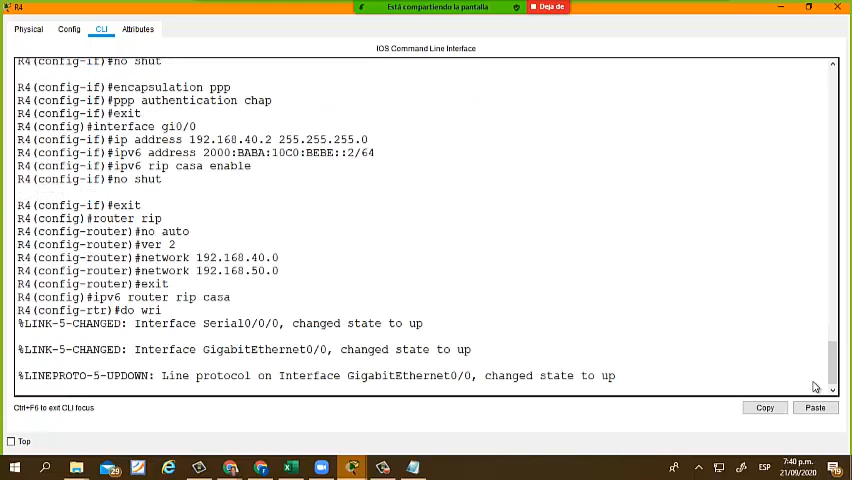 R4
Está compartiendo la pantalla
Deja de
Physical
Config
CLI
Attributes
IOS Command Line Interface
R4(config-if)#no shut
R4(config-if)#encapsulation ppp
R4(config-if)#ppp authentication chap
R4(config-if)#exit
R4(config)#interface gi0/0
R4(config-if)#ip address 192.168.40.2 255.255.255.0
R4(config-if)#ipv6 address 2000:BABA:10C0:BEBE::2/64
R4(config-if)#ipv6 rip casa enable
R4(config-if)#no shut
R4(config-if)#exit
R4(config)#router rip
R4(config-router)#no auto
R4(config-router)#ver 2
R4(config-router)#network 192.168.40.0
R4(config-router)#network 192.168.50.0
R4(config-router)#exit
R4(config)#ipv6 router rip casa
R4(config-rtr)#do wri
%LINK-5-CHANGED: Interface Serial0/0/0, changed state to up
%LINK-5-CHANGED: Interface GigabitEthernet0/0, changed state to up
%LINEPROTO-5-UPDOWN: Line protocol on Interface GigabitEthernet0/0, changed state to up
Ctrl+F6 to exit CLI focus
Copy
Paste
Top
29
ESP
7:40 p.m.
21/09/2020
19